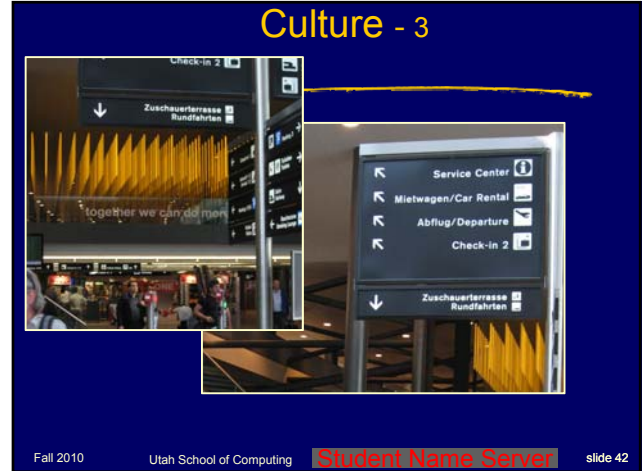 Culture - 3
Check-in 2
Zuschauerterrasse
Rundfahrten
together we can do
Service Center
Mietwagen/Car Rental
Abflug/Departure
Check-in 2
Zuschauerterrasse
Rundfahrten
Fall 2010
Utah School of Computing
Student Name Server
slide 42